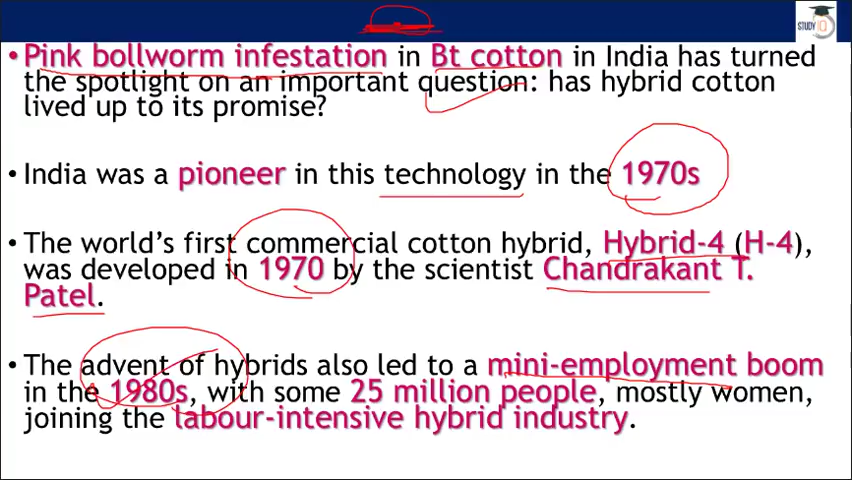 STUDY IQ
• Pink bollworm infestation in Bt cotton in India has turned
the spotlight on an important question: has hybrid cotton
lived up to its promise?
• India was a pioneer in this technology in the 1970s
• The world's first commercial cotton hybrid, Hybrid-4 (H-4),
was developed in 1970 by the scientist Chandrakant T.
Patel.
• The advent of hybrids also led to a mini-employment boom
in the 1980s, with some 25 million people, mostly women,
joining the labour-intensive hybrid industry.